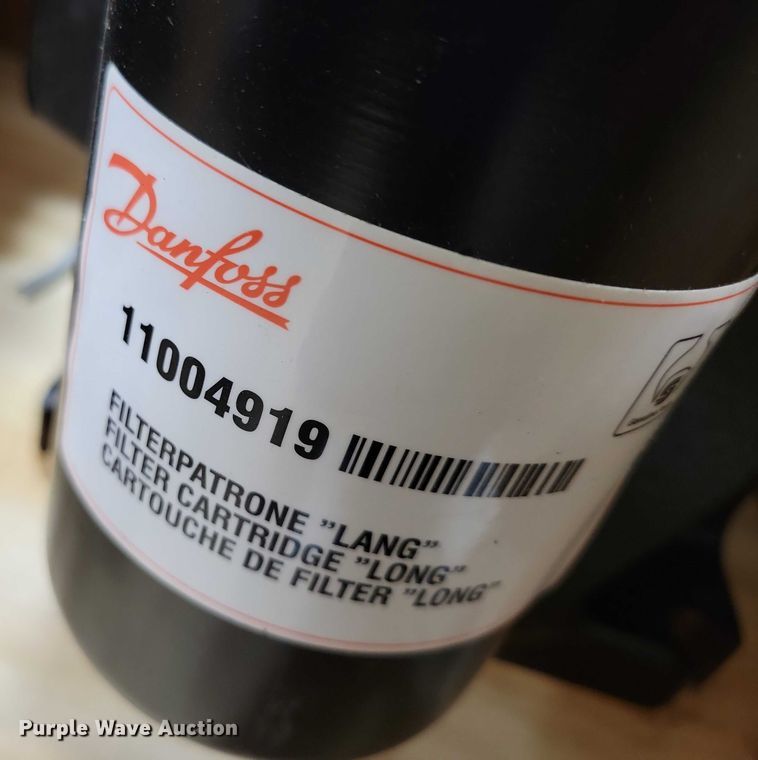 Danfoss
11004919
FILTERPATRONE "LANG"
FILTER CARTRIDGE "LONG"
CARTOUCHE DE FILTER "LONG"
Purple Wave Auction